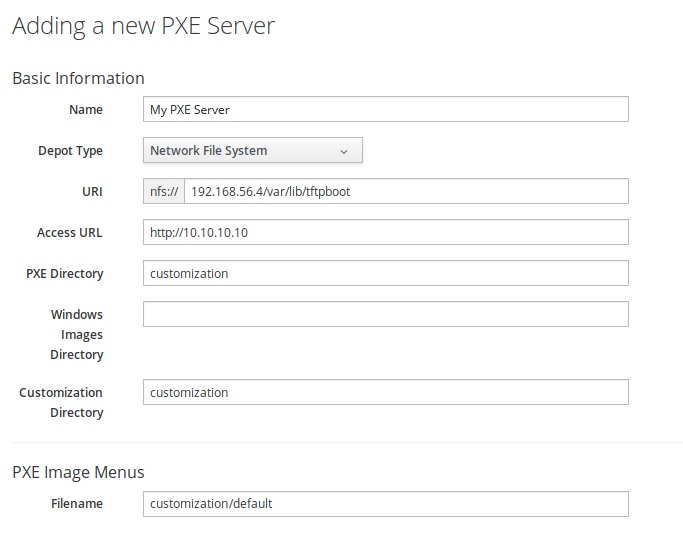 Adding a new PXE Server
Basic Information
Name My PXE Server
Depot Type Network File System
URI nfs:// 192.168.56.4/var/lib/tftpboot
Access URL http://10.10.10.10
PXE Directory customization
Windows
Images
Directory
Customization customization
Directory
PXE Image Menus
Filename customization/default